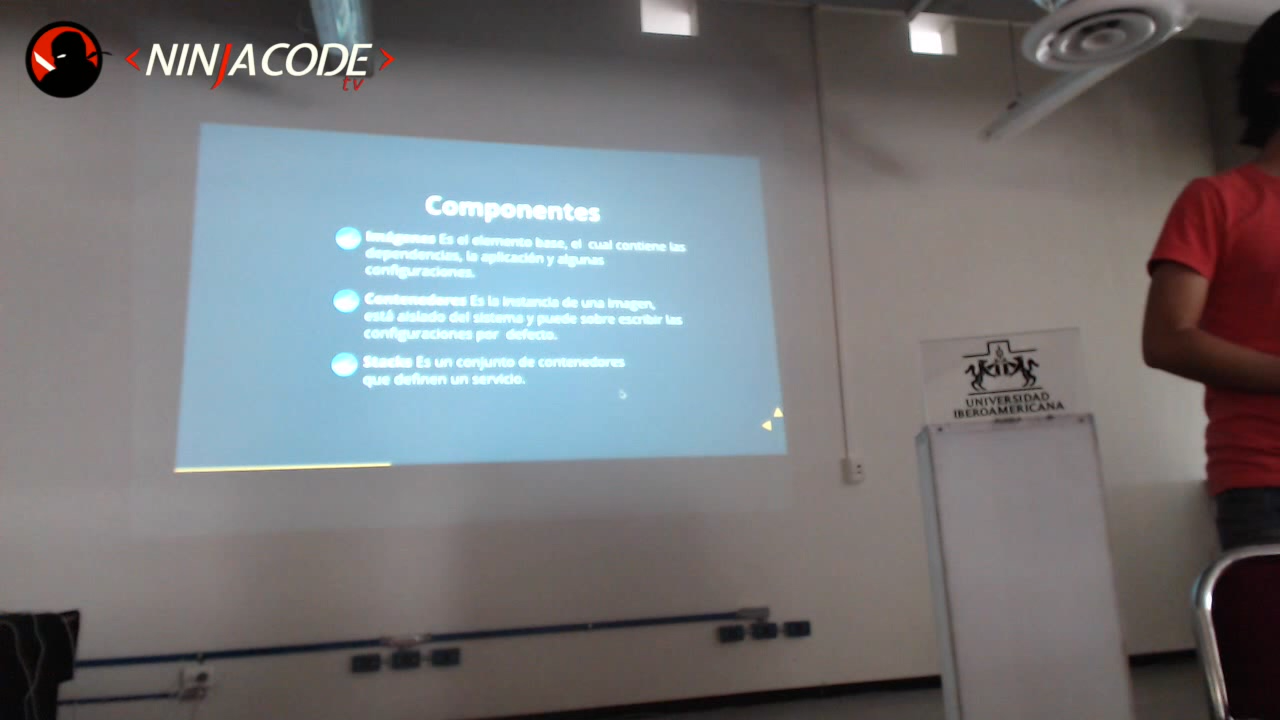 <NINJACODE>
tv
Componentes
Imágenes Es el elemento base, el cual contiene las
dependencias, la aplicación y algunas
configuraciones.
Contenedores Es la instancia de una imagen,
está aislado del sistema y puede sobre escribir las
configuraciones por defecto.
Stacks Es un conjunto de contenedores
que definen un servicio.
UNIVERSIDAD
IBEROAMERICANA